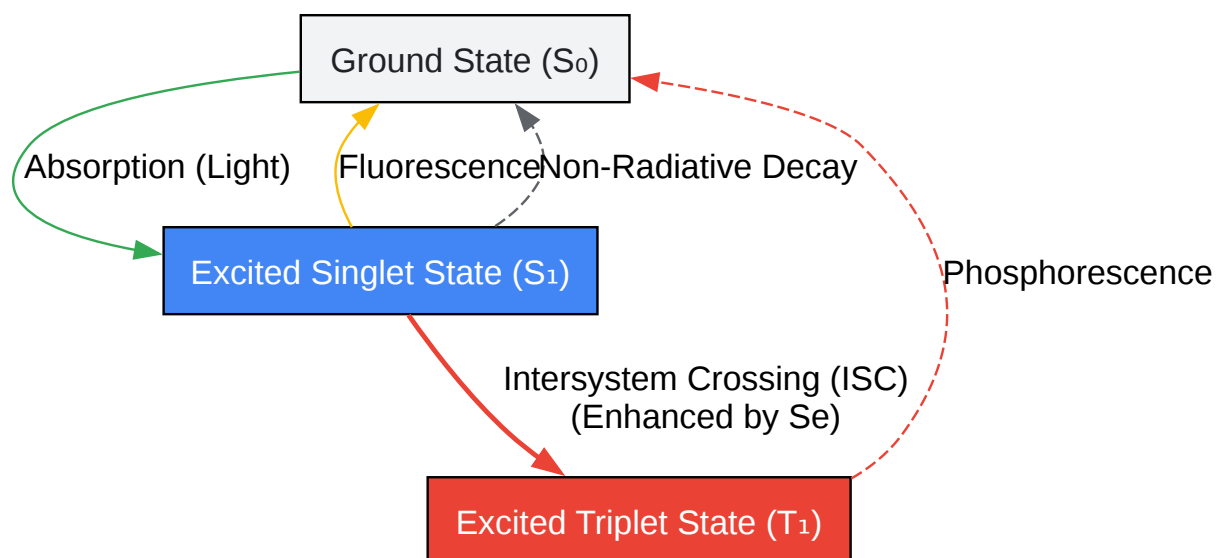 Ground State (S₀)
Absorption (Light)
Fluorescence
Non-Radiative Decay
Excited Singlet State (S₁)
Phosphorescence
Intersystem Crossing (ISC)
(Enhanced by Se)
Excited Triplet State (T₁)